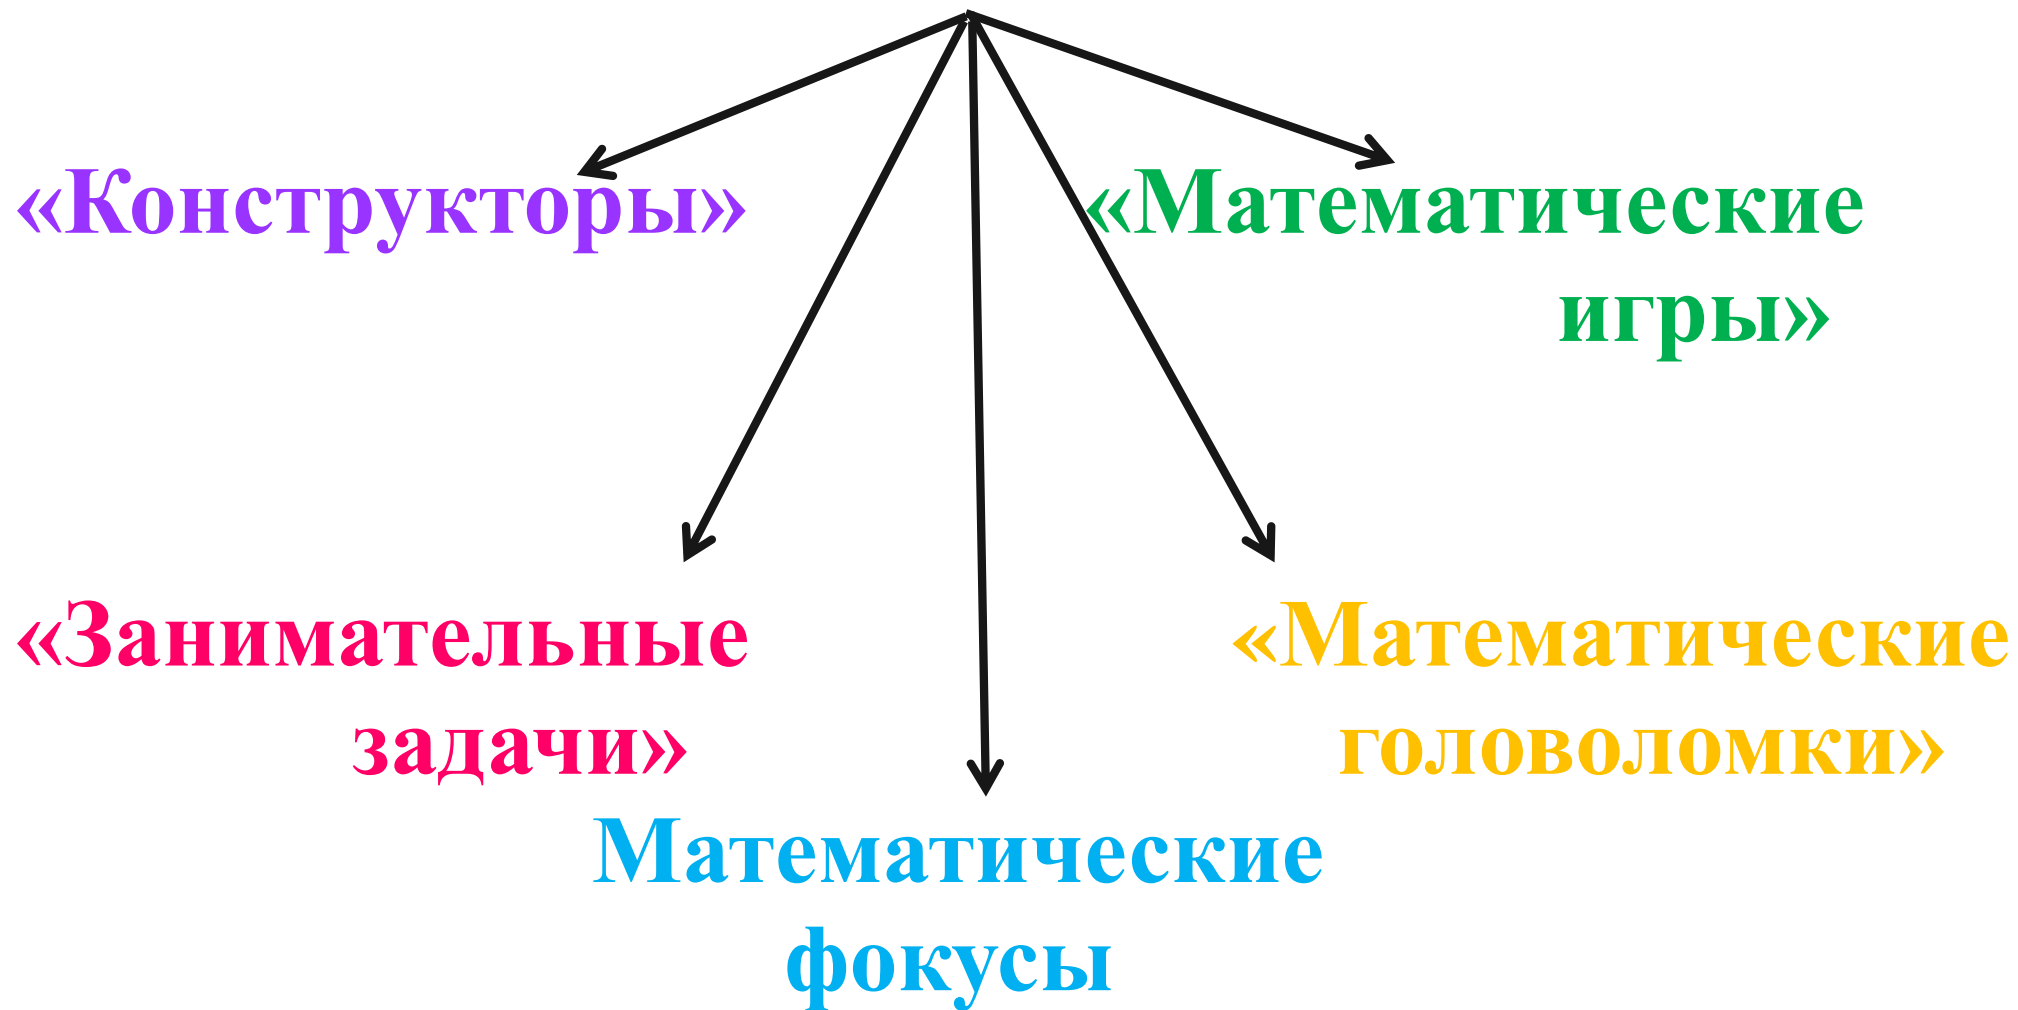 «Конструкторы»
«Математические
игры»
«Занимательные
задачи»
«Математические
головоломки»
Математические
фокусы